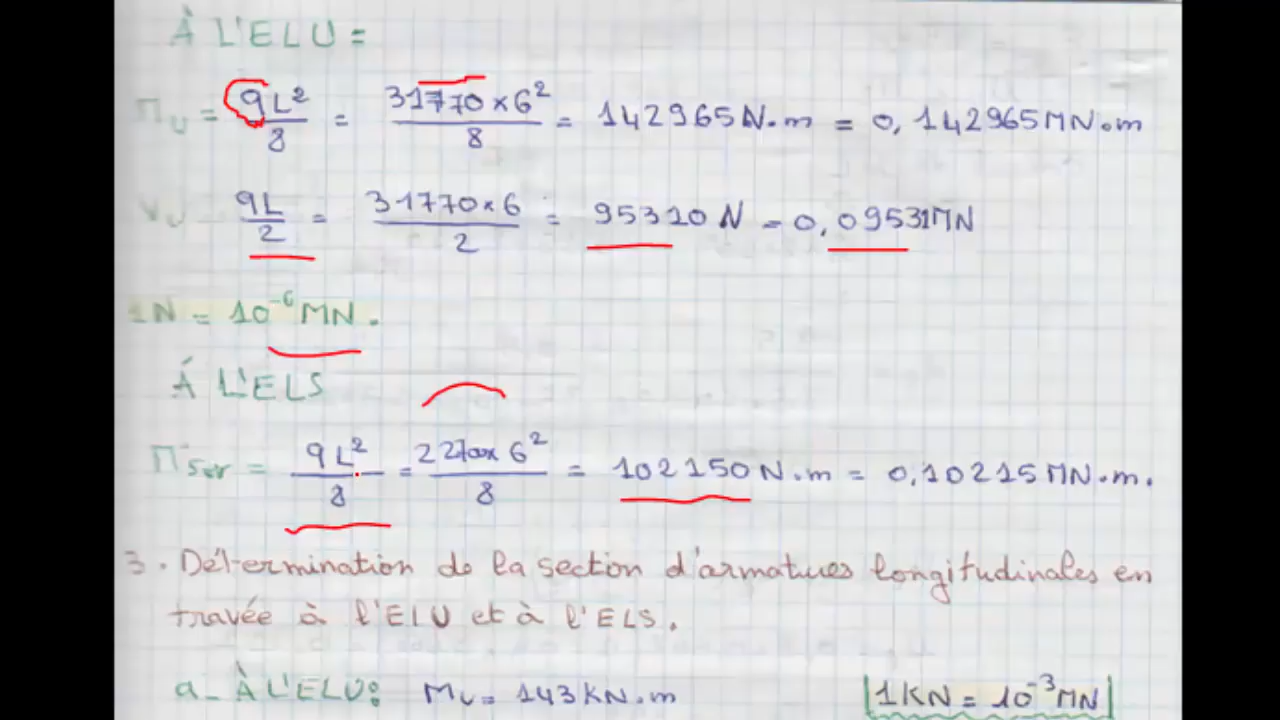 À L'ELU =
Mu = qL²/8 = 31770 × 6²/8 = 142965 N.m = 0,142965 MN.m
Vu qL/2 = 31770 × 6/2 = 95310 N = 0,09531 MN
1N = 10⁻⁶ MN.
Á L'ELS
Mser = qL²/8 = 22700 × 6²/8 = 102150 N.m = 0,10215 MN.m.
3. Détermination de la section d'armatures longitudinales en
travée à l'ELU et à l'ELS.
a_ À L'ELU: Mu = 143 KN.m 1KN = 10⁻³ MN